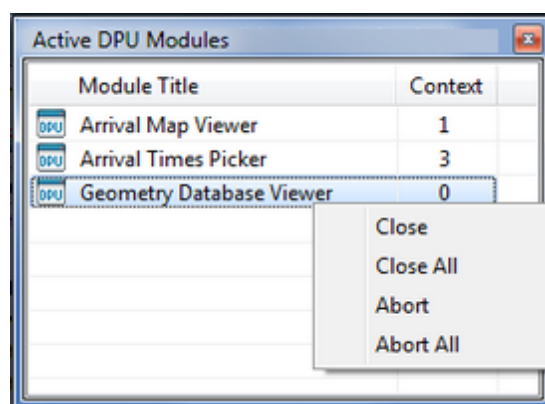 Active DPU Modules
Module Title Context
DPU Arrival Map Viewer 1
DPU Arrival Times Picker 3
DPU Geometry Database Viewer 0
Close
Close All
Abort
Abort All